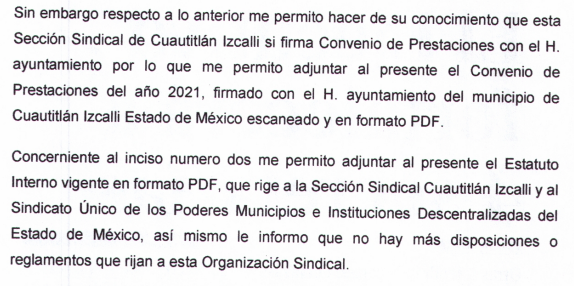 Sin embargo respecto a lo anterior me permito hacer de su conocimiento que esta
Sección Sindical de Cuautitlán Izcalli si firma Convenio de Prestaciones con el H.
ayuntamiento por lo que me permito adjuntar al presente el Convenio de
Prestaciones del año 2021, firmado con el H. ayuntamiento del municipio de
Cuautitlán Izcalli Estado de México escaneado y en formato PDF.
Concerniente al inciso numero dos me permito adjuntar al presente el Estatuto
Interno vigente en formato PDF, que rige a la Sección Sindical Cuautitlán Izcalli y al
Sindicato Único de los Poderes Municipios e Instituciones Descentralizadas del
Estado de México, así mismo le informo que no hay más disposiciones o
reglamentos que rijan a esta Organización Sindical.